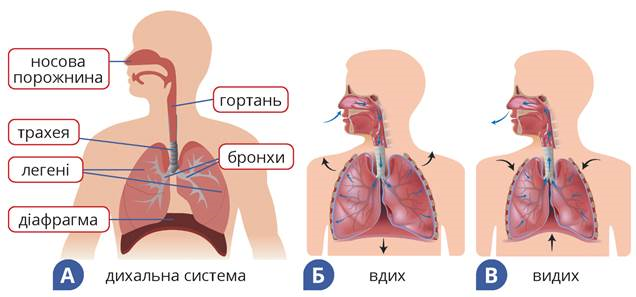 носова
порожнина
гортань
трахея
бронхи
легені
діафрагма
А дихальна система
Б вдих
В видих